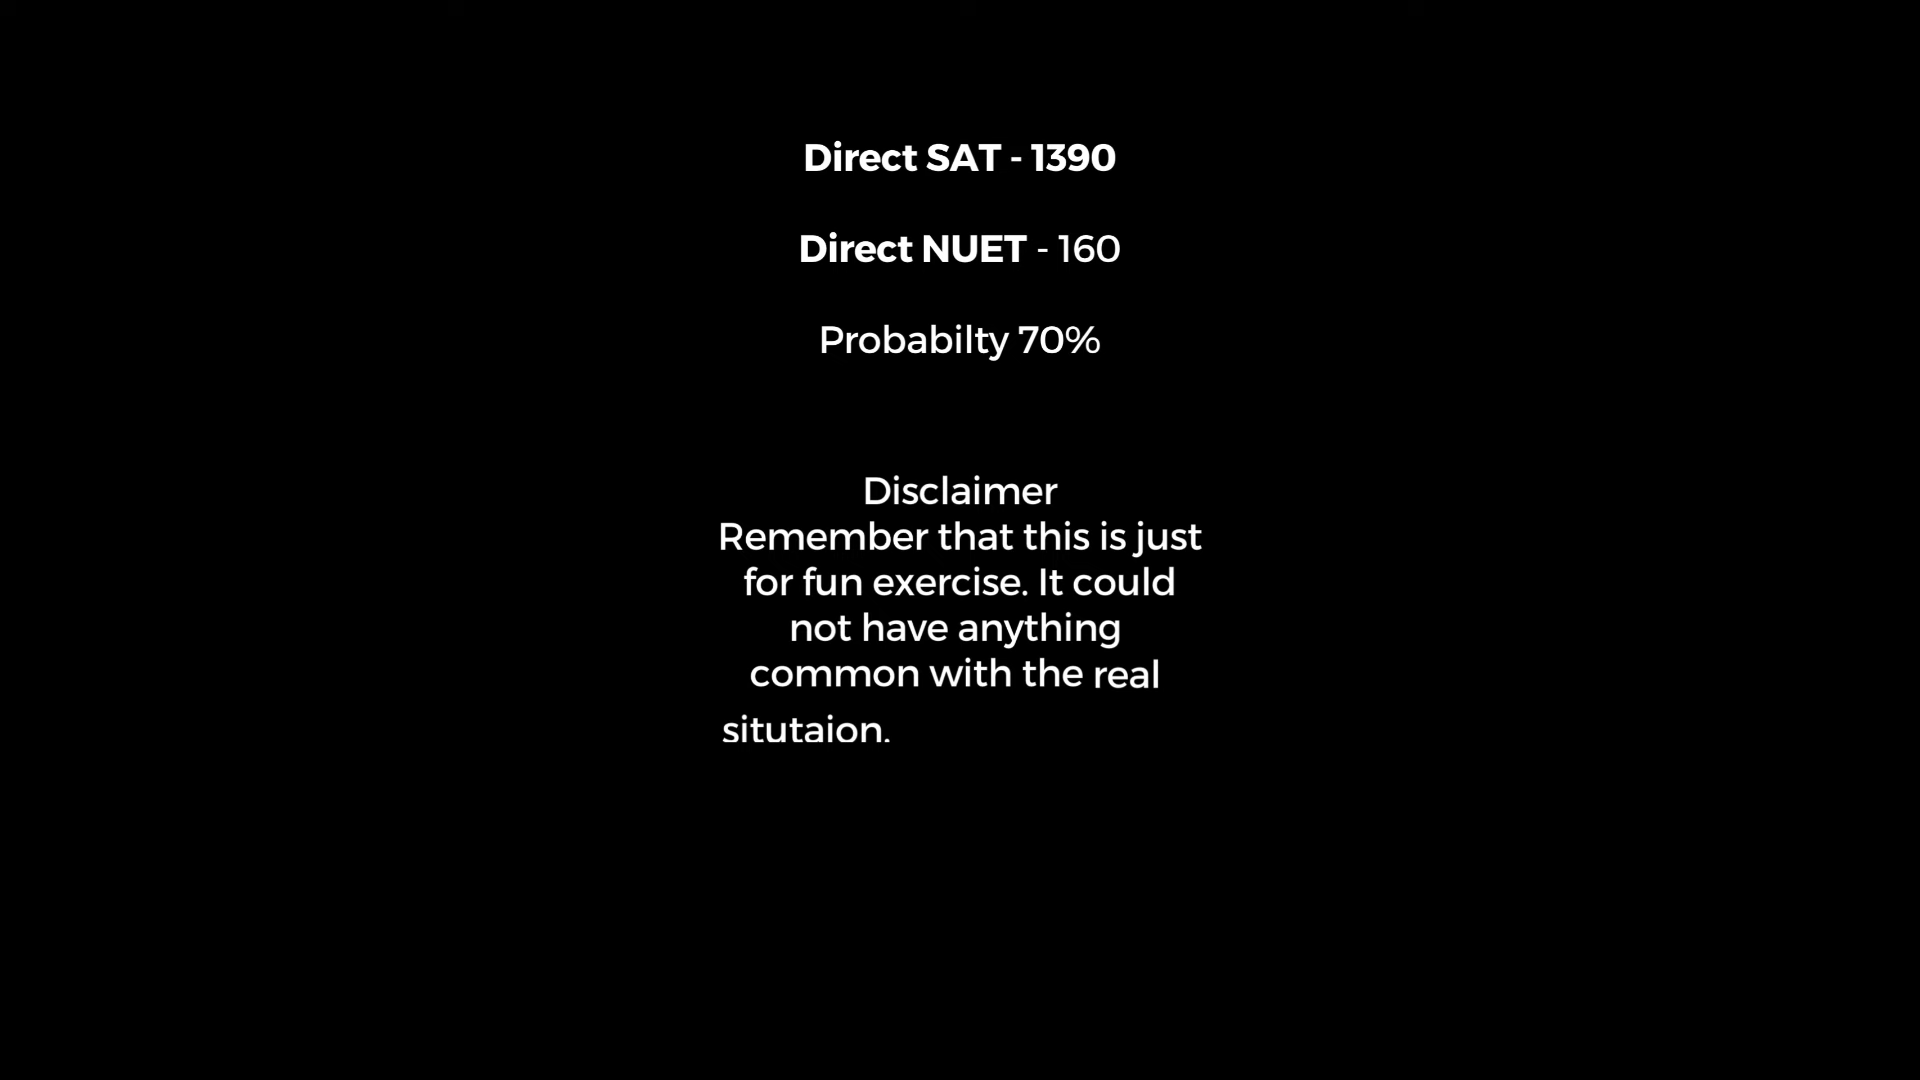 Direct SAT - 1390
Direct NUET - 160
Probabilty 70%
Disclaimer
Remember that this is just
for fun exercise. It could
not have anything
common with the real
situtaion.